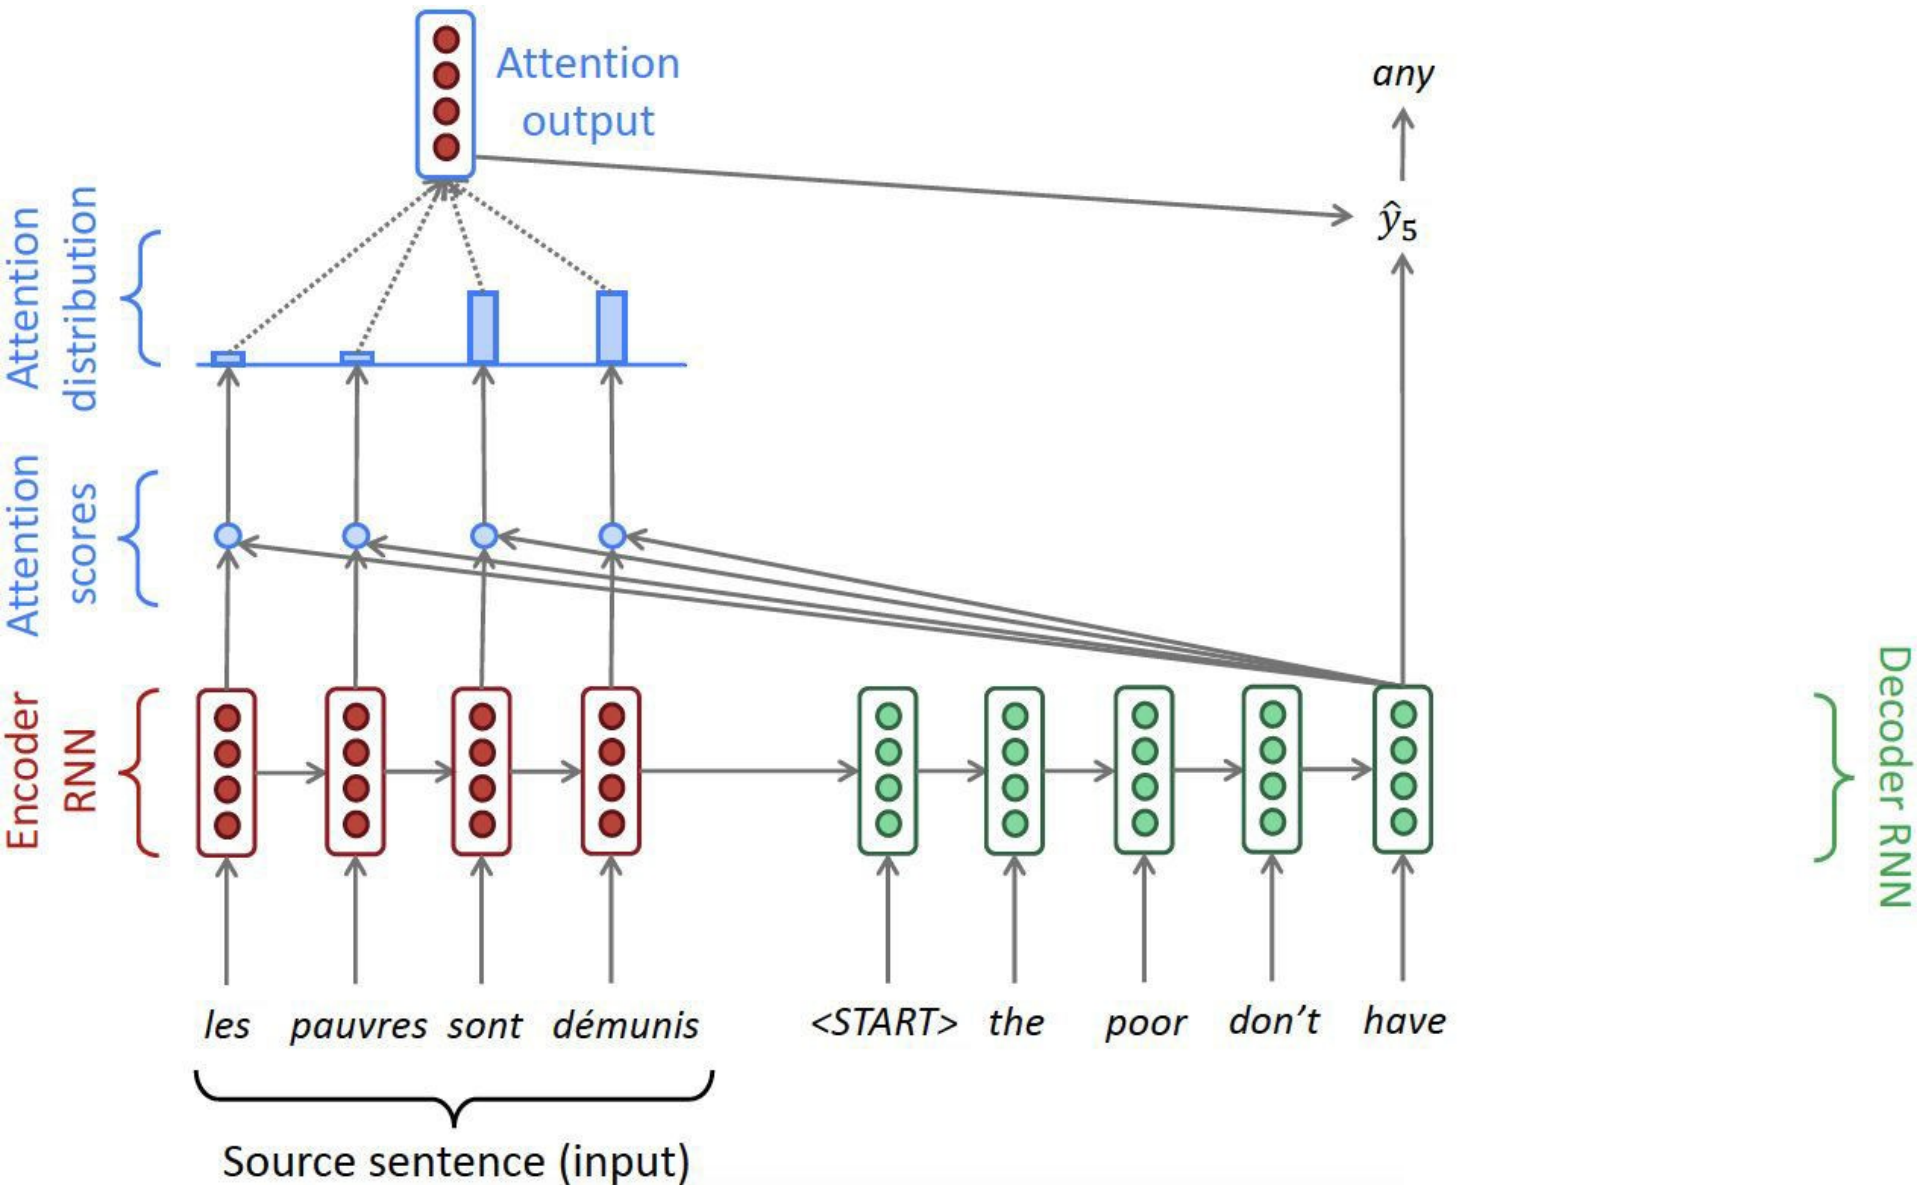 Attention
output
any
ŷ₅
Attention
distribution
Attention
scores
Encoder
RNN
Decoder RNN
les pauvres sont démunis <START> the poor don't have
Source sentence (input)